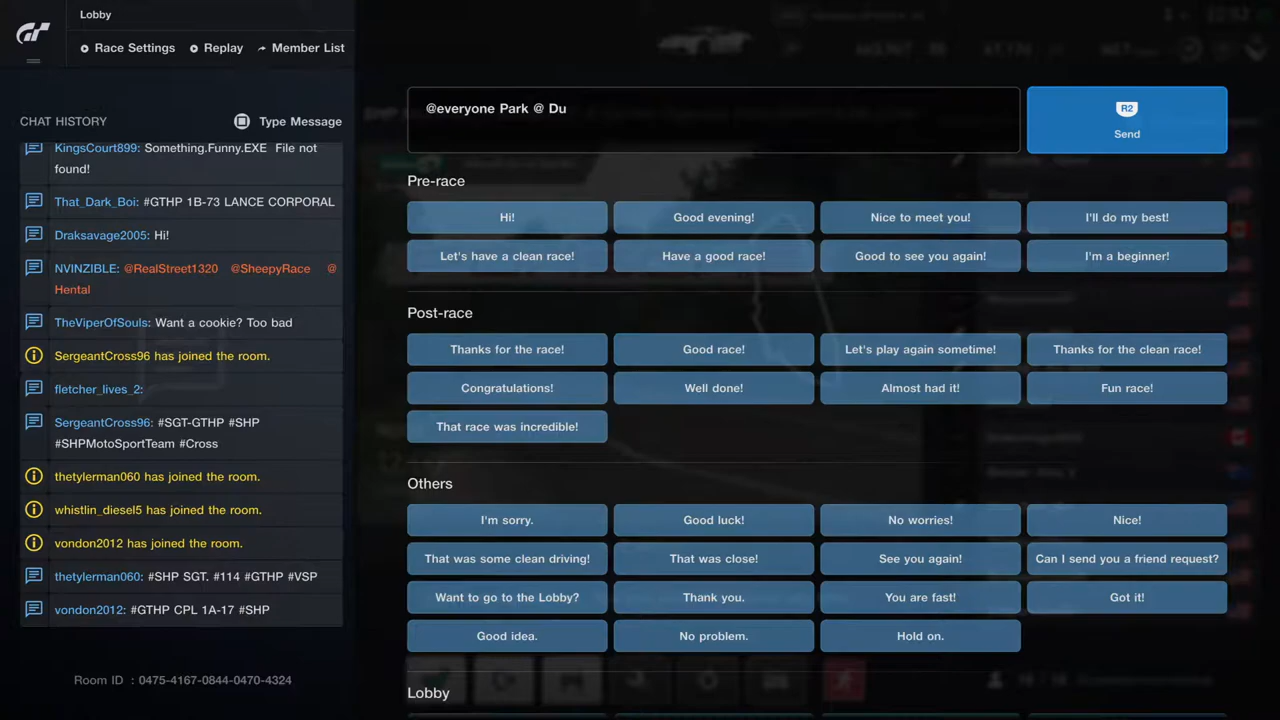 Lobby
Race Settings
Replay
Member List
CHAT HISTORY
Type Message
KingsCourt899: Something.Funny.EXE File not
found!
That_Dark_Boi: #GTHP 1B-73 LANCE CORPORAL
Draksavage2005: Hi!
NVINZIBLE: @RealStreet1320 @SheepyRace @
Hental
TheViperOfSouls: Want a cookie? Too bad
SergeantCross96 has joined the room.
fletcher_lives_2:
SergeantCross96: #SGT-GTHP #SHP
#SHPMotoSportTeam #Cross
thetylerman060 has joined the room.
whistlin_diesel5 has joined the room.
vondon2012 has joined the room.
thetylerman060: #SHP SGT. #114 #GTHP #VSP
vondon2012: #GTHP CPL 1A-17 #SHP
Room ID : 0475-4167-0844-0470-4324
@everyone Park @ Du
R2
Send
Pre-race
Hi!
Good evening!
Nice to meet you!
I'll do my best!
Let's have a clean race!
Have a good race!
Good to see you again!
I'm a beginner!
Post-race
Thanks for the race!
Good race!
Let's play again sometime!
Thanks for the clean race!
Congratulations!
Well done!
Almost had it!
Fun race!
That race was incredible!
Others
I'm sorry.
Good luck!
No worries!
Nice!
That was some clean driving!
That was close!
See you again!
Can I send you a friend request?
Want to go to the Lobby?
Thank you.
You are fast!
Got it!
Good idea.
No problem.
Hold on.
Lobby